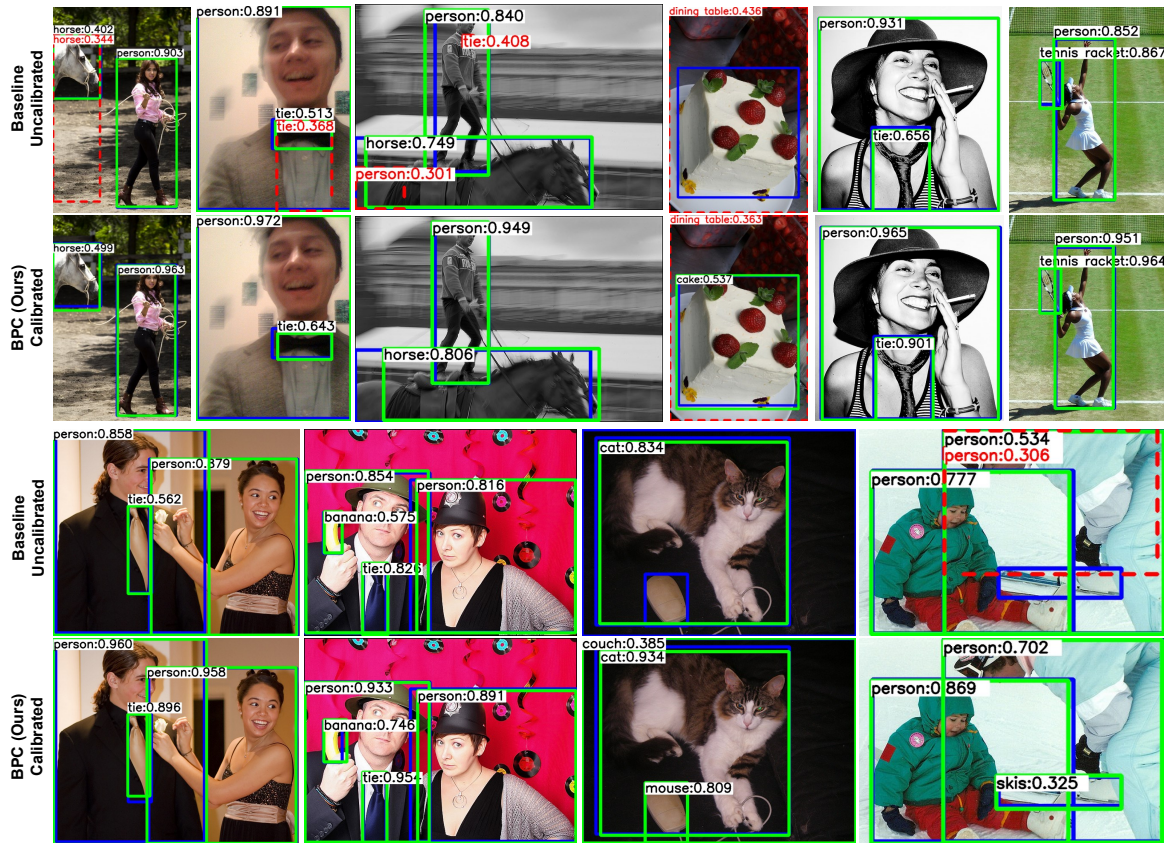 Baseline
Uncalibrated
horse:0.402
horse:0.344
person:0.903
person:0.891
tie:0.513
tie:0.368
person:0.840
tie:0.408
horse:0.749
person:0.301
dining table:0.436
person:0.931
tie:0.656
person:0.852
tennis racket:0.867
BPC (Ours)
Calibrated
horse:0.499
person:0.963
person:0.972
tie:0.643
person:0.949
horse:0.806
dining table:0.363
cake:0.537
person:0.965
tie:0.901
person:0.951
tennis racket:0.964
Baseline
Uncalibrated
person:0.858
person:0.879
tie:0.562
person:0.854
person:0.816
banana:0.575
tie:0.826
cat:0.834
person:0.534
person:0.306
person:0.777
BPC (Ours)
Calibrated
person:0.960
person:0.958
tie:0.896
person:0.933
person:0.891
banana:0.746
tie:0.954
couch:0.385
cat:0.934
mouse:0.809
person:0.702
person:0.869
skis:0.325